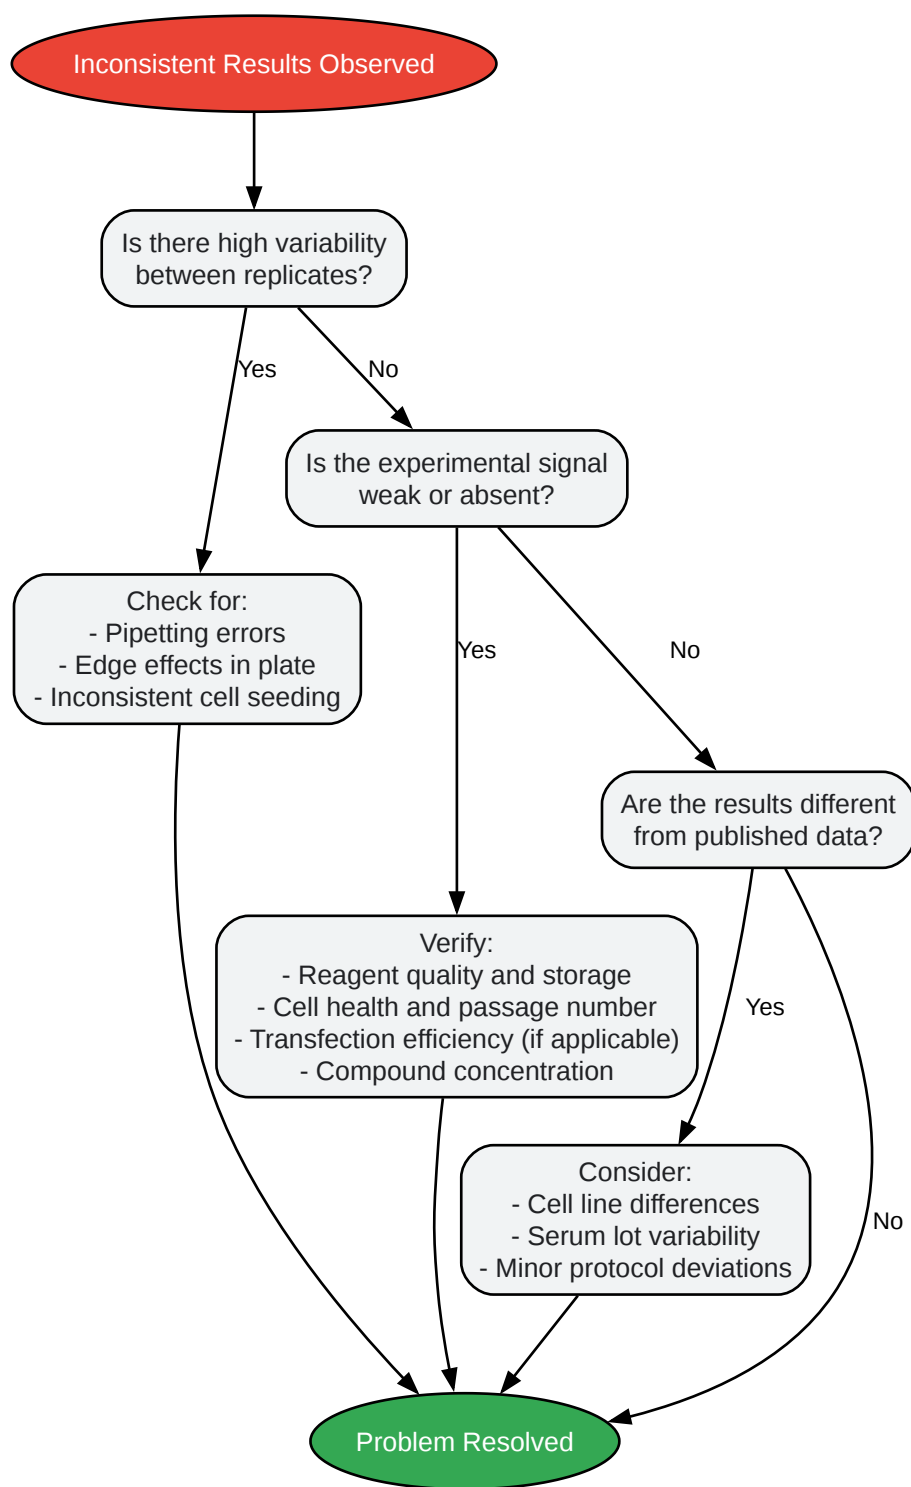 Inconsistent Results Observed
Is there high variability
between replicates?
Yes
No
Is the experimental signal
weak or absent?
Check for:
- Pipetting errors
- Edge effects in plate
- Inconsistent cell seeding
Yes
No
Are the results different
from published data?
Verify:
- Reagent quality and storage
- Cell health and passage number
- Transfection efficiency (if applicable)
- Compound concentration
Yes
Consider:
- Cell line differences
- Serum lot variability
- Minor protocol deviations
No
Problem Resolved